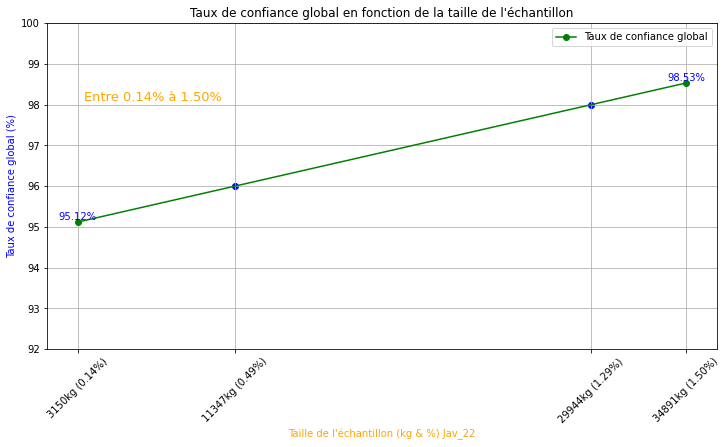 Taux de confiance global en fonction de la taille de l'échantillon
Taux de confiance global (%)
100
99
98
97
96
95
94
93
92
Taux de confiance global
98.53%
Entre 0.14% à 1.50%
95.12%
3150kg (0.14%)
11347kg (0.49%)
29944kg (1.29%)
34891kg (1.50%)
Taille de l'échantillon (kg & %) Jav_22